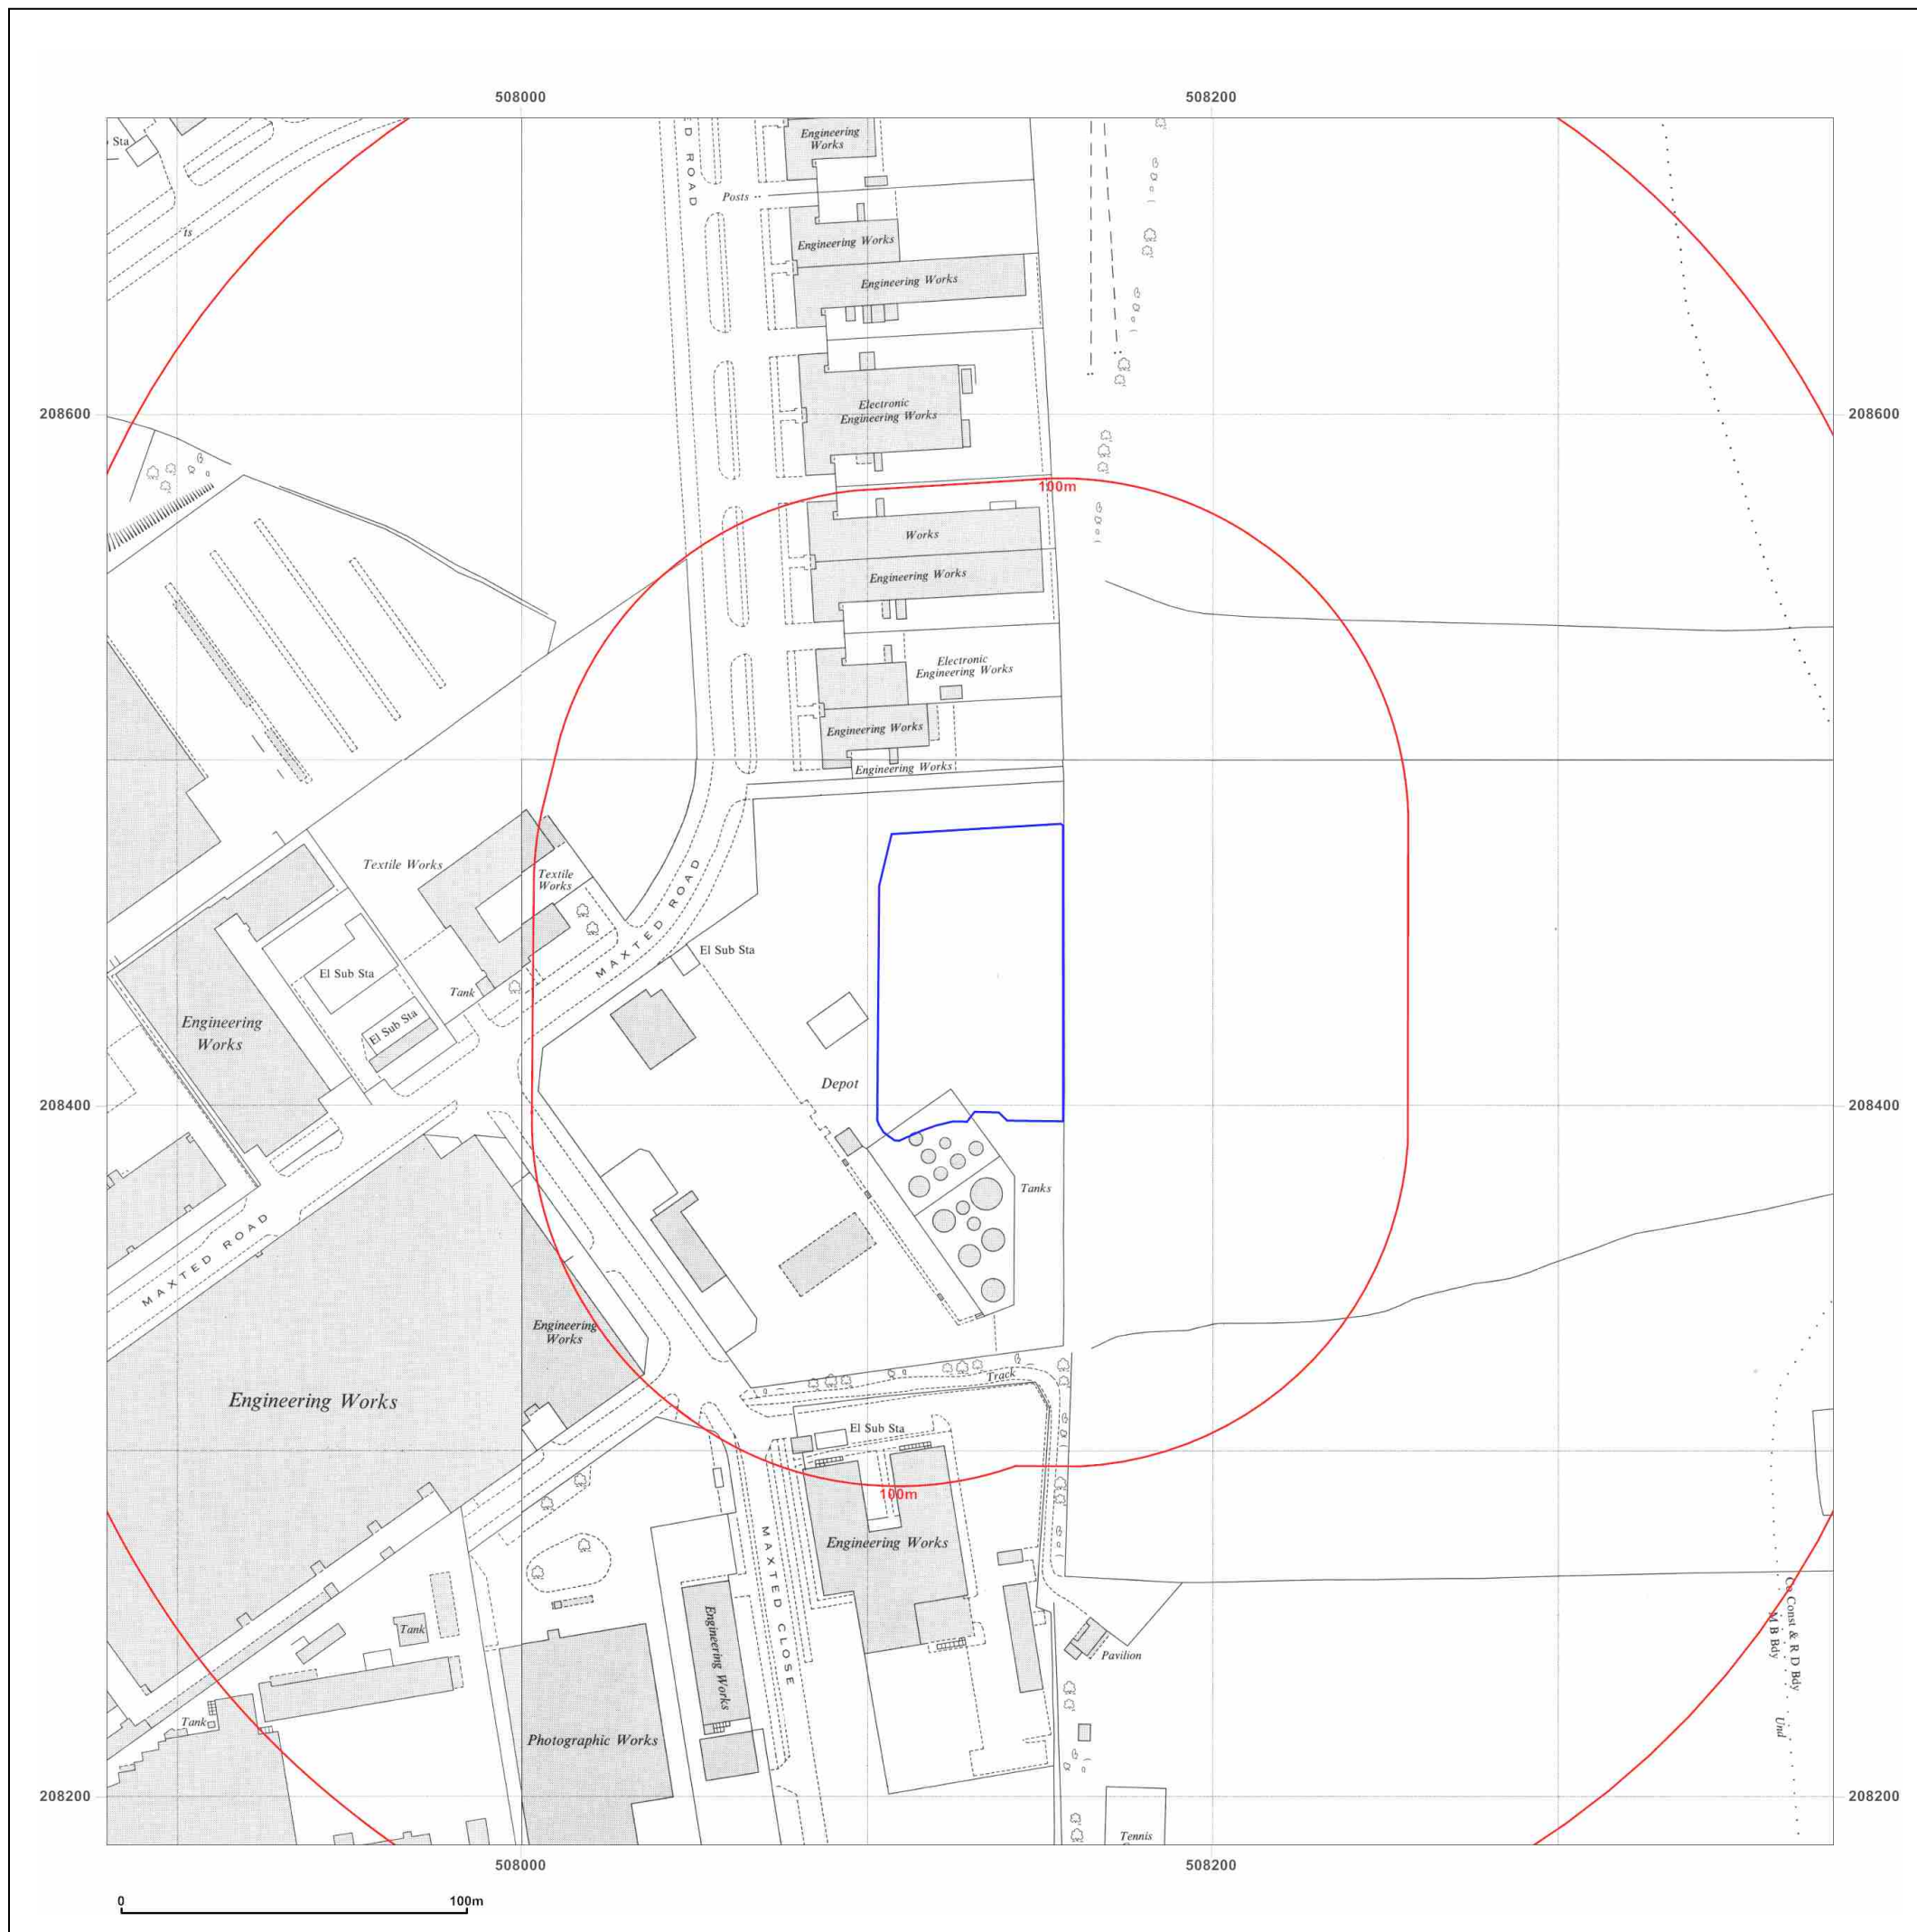 508000
508200
Sta
ts
ED ROAD
Posts
Engineering
Works
Engineering Works
Engineering Works
208600
208600
Electronic
Engineering Works
100m
Works
Engineering Works
Electronic
Engineering Works
Engineering Works
Engineering Works
Textile Works
Textile
Works
MAXTED ROAD
El Sub Sta
El Sub Sta
Tank
El Sub Sta
Engineering
Works
Depot
208400
208400
Tanks
MAXTED ROAD
Engineering
Works
Engineering Works
Track
El Sub Sta
100m
Engineering Works
MAXTED CLOSE
Engineering Works
Tank
Tank
Pavilion
Photographic Works
Co Const & R D Bdy
M B Bdy
Und
208200
208200
Tennis
508000
508200
0
100m